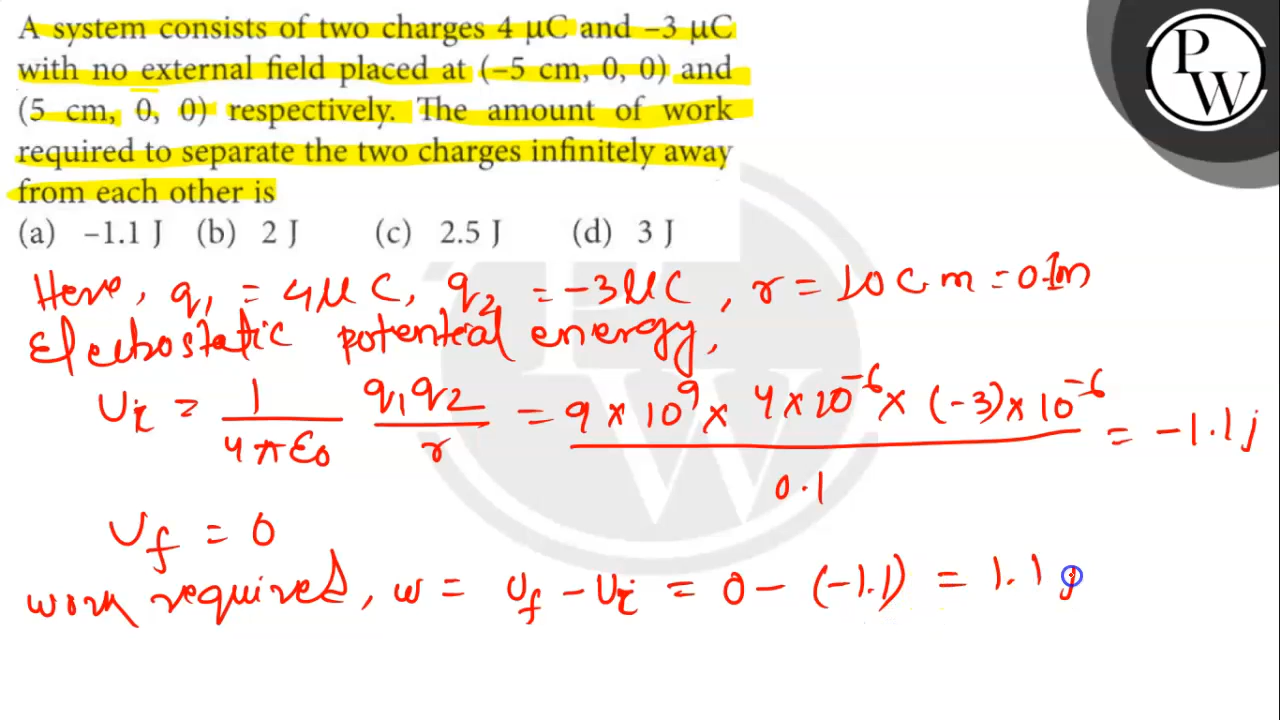 A system consists of two charges 4 μC and −3 μC
with no external field placed at (−5 cm, 0, 0) and
(5 cm, 0, 0) respectively. The amount of work
required to separate the two charges infinitely away
from each other is
(a) −1.1 J (b) 2 J (c) 2.5 J (d) 3 J
Here, q₁ = 4μC, q₂ = −3μC, r = 10 cm = 0.1m
Electrostatic potential energy,
Uᵢ = 1/4πε₀ q₁q₂/r = 9 × 10⁹ × 4 × 10⁻⁶ × (−3) × 10⁻⁶/0.1 = −1.1 j
U_f = 0
work required, w = U_f − Uᵢ = 0 − (−1.1) = 1.1 j
P
W
P
W